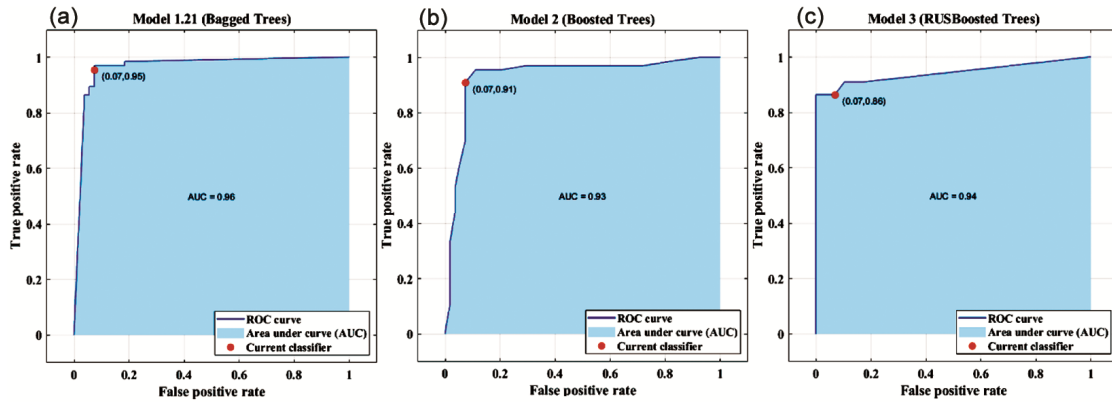 (a)
Model 1.21 (Bagged Trees)
1
0.8
0.6
0.4
0.2
0
True positive rate
(0.07,0.95)
AUC = 0.96
ROC curve
Area under curve (AUC)
Current classifier
0
0.2
0.4
0.6
0.8
1
False positive rate
(b)
Model 2 (Boosted Trees)
1
0.8
0.6
0.4
0.2
0
True positive rate
(0.07,0.91)
AUC = 0.93
ROC curve
Area under curve (AUC)
Current classifier
0
0.2
0.4
0.6
0.8
1
False positive rate
(c)
Model 3 (RUSBoosted Trees)
1
0.8
0.6
0.4
0.2
0
True positive rate
(0.07,0.86)
AUC = 0.94
ROC curve
Area under curve (AUC)
Current classifier
0
0.2
0.4
0.6
0.8
1
False positive rate